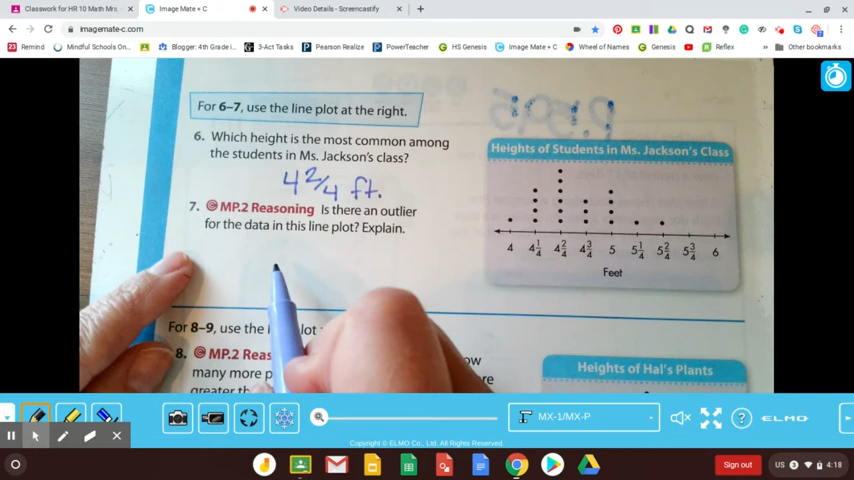 Classwork for HR 10 Math Mrs.
Image Mate + C
Video Details - Screencastify
imagemate-c.com
23 Remind
Mindful Schools On...
Blogger: 4th Grade i...
3-Act Tasks
Pearson Realize
PowerTeacher
HS Genesis
Image Mate + C
Wheel of Names
Genesis
Reflex
Other bookmarks
For 6–7, use the line plot at the right.
6. Which height is the most common among
the students in Ms. Jackson's class?
4 2/4 ft.
7. MP.2 Reasoning Is there an outlier
for the data in this line plot? Explain.
Heights of Students in Ms. Jackson's Class
4 4 1/4 4 2/4 4 3/4 5 5 1/4 5 2/4 5 3/4 6
Feet
For 8–9, use the
plot
8. MP.2
many more
Heights of Hal's Plants
MX-1/MX-P
ELMO
Copyright © ELMO Co., Ltd. All Rights Reserved.
Sign out
US
3
4:18